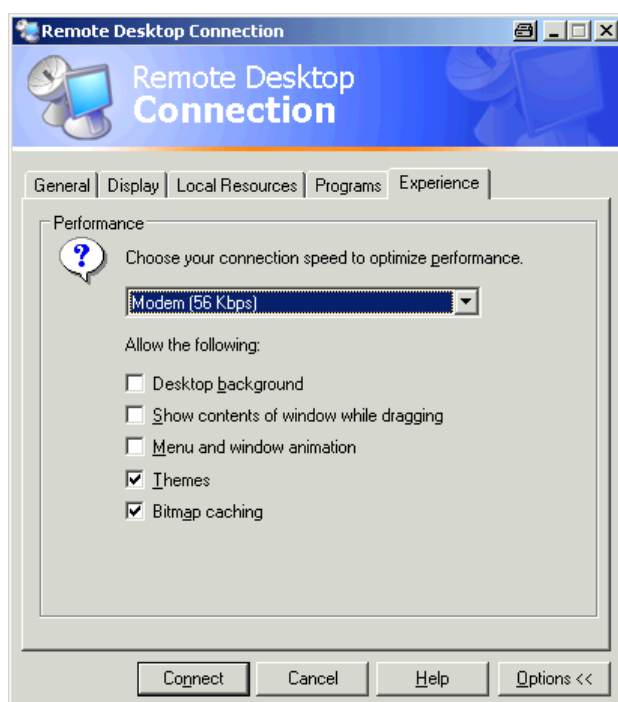 Remote Desktop Connection
Remote Desktop
Connection
General Display Local Resources Programs Experience
Performance
Choose your connection speed to optimize performance.
Modem (56 Kbps)
Allow the following:
Desktop background
Show contents of window while dragging
Menu and window animation
Themes
Bitmap caching
Connect Cancel Help Options <<